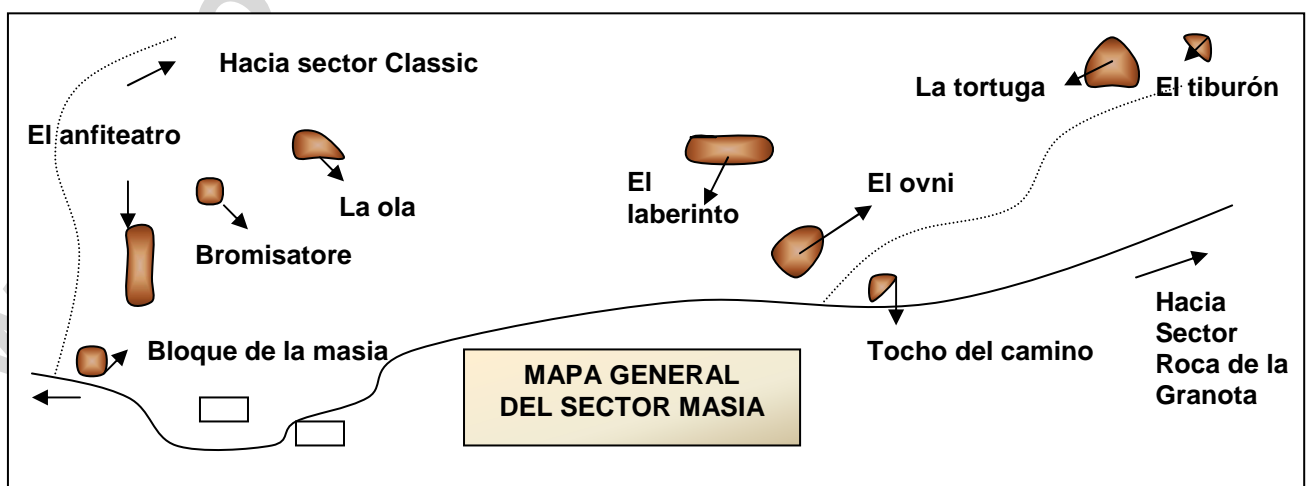 Hacia sector Classic
La tortuga
El tiburón
El anfiteatro
El
laberinto
El ovni
La ola
Bromisatore
Bloque de la masia
Tocho del camino
Hacia
Sector
Roca de la
Granota
MAPA GENERAL
DEL SECTOR MASIA